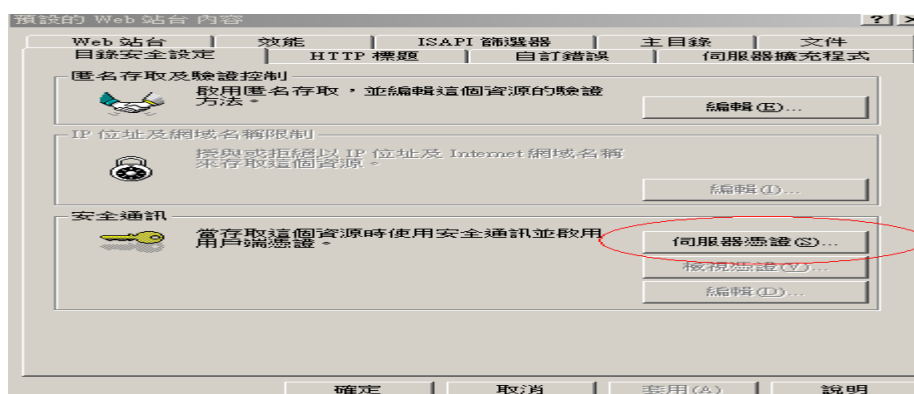 預設的 Web 站台 內容
Web 站台 效能 ISAPI 篩選器 主目錄 文件
目錄安全設定 HTTP 標題 自訂錯誤 伺服器擴充程式
匿名存取及驗證控制
啟用匿名存取，並編輯這個資源的驗證
方法。
編輯(E)...
IP 位址及網域名稱限制
授與或拒絕以 IP 位址及 Internet 網域名稱
來存取這個資源。
編輯(I)...
安全通訊
當存取這個資源時使用安全通訊並啟用
用戶端憑證。
伺服器憑證(S)...
檢視憑證(V)...
編輯(D)...
確定 取消 套用(A) 說明